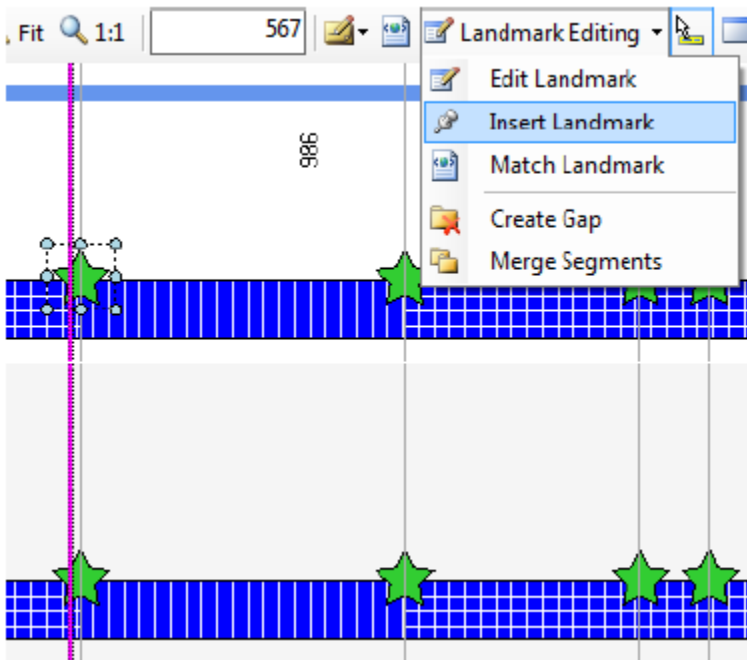 Fit 1:1 567 Landmark Editing
Edit Landmark
Insert Landmark
986
Match Landmark
Create Gap
Merge Segments